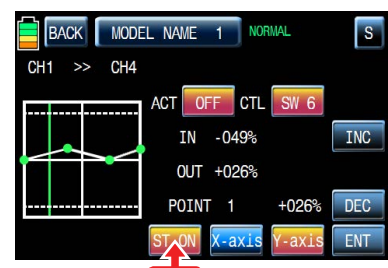 BACK MODEL NAME 1 NORMAL S
CH1 >> CH4
ACT OFF CTL SW 6
IN -049% INC
OUT +026%
POINT 1 +026% DEC
ST ON X-axis Y-axis ENT